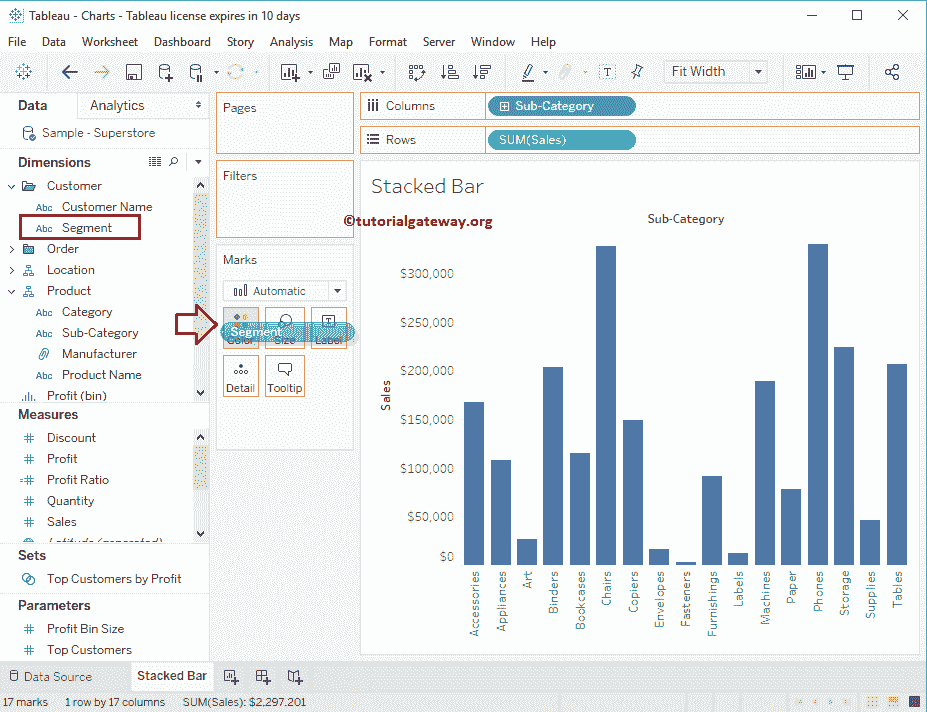 Tableau - Charts - Tableau license expires in 10 days
File Data Worksheet Dashboard Story Analysis Map Format Server Window Help
Fit Width
Data
Analytics
Sample - Superstore
Dimensions
Customer
Abc Customer Name
Abc Segment
Order
Location
Product
Abc Category
Abc Sub-Category
Manufacturer
Abc Product Name
Profit (bin)
Measures
Discount
Profit
Profit Ratio
Quantity
Sales
Latitude (generated)
Sets
Top Customers by Profit
Parameters
Profit Bin Size
Top Customers
Pages
Filters
Marks
Automatic
Segment
Color Size Label
Detail Tooltip
Columns
Sub-Category
Rows
SUM(Sales)
Stacked Bar
©tutorialgateway.org
Sub-Category
Sales
$300,000
$250,000
$200,000
$150,000
$100,000
$50,000
$0
Accessories
Appliances
Art
Binders
Bookcases
Chairs
Copiers
Envelopes
Fasteners
Furnishings
Labels
Machines
Paper
Phones
Storage
Supplies
Tables
Data Source
Stacked Bar
17 marks 1 row by 17 columns SUM(Sales): $2,297,201